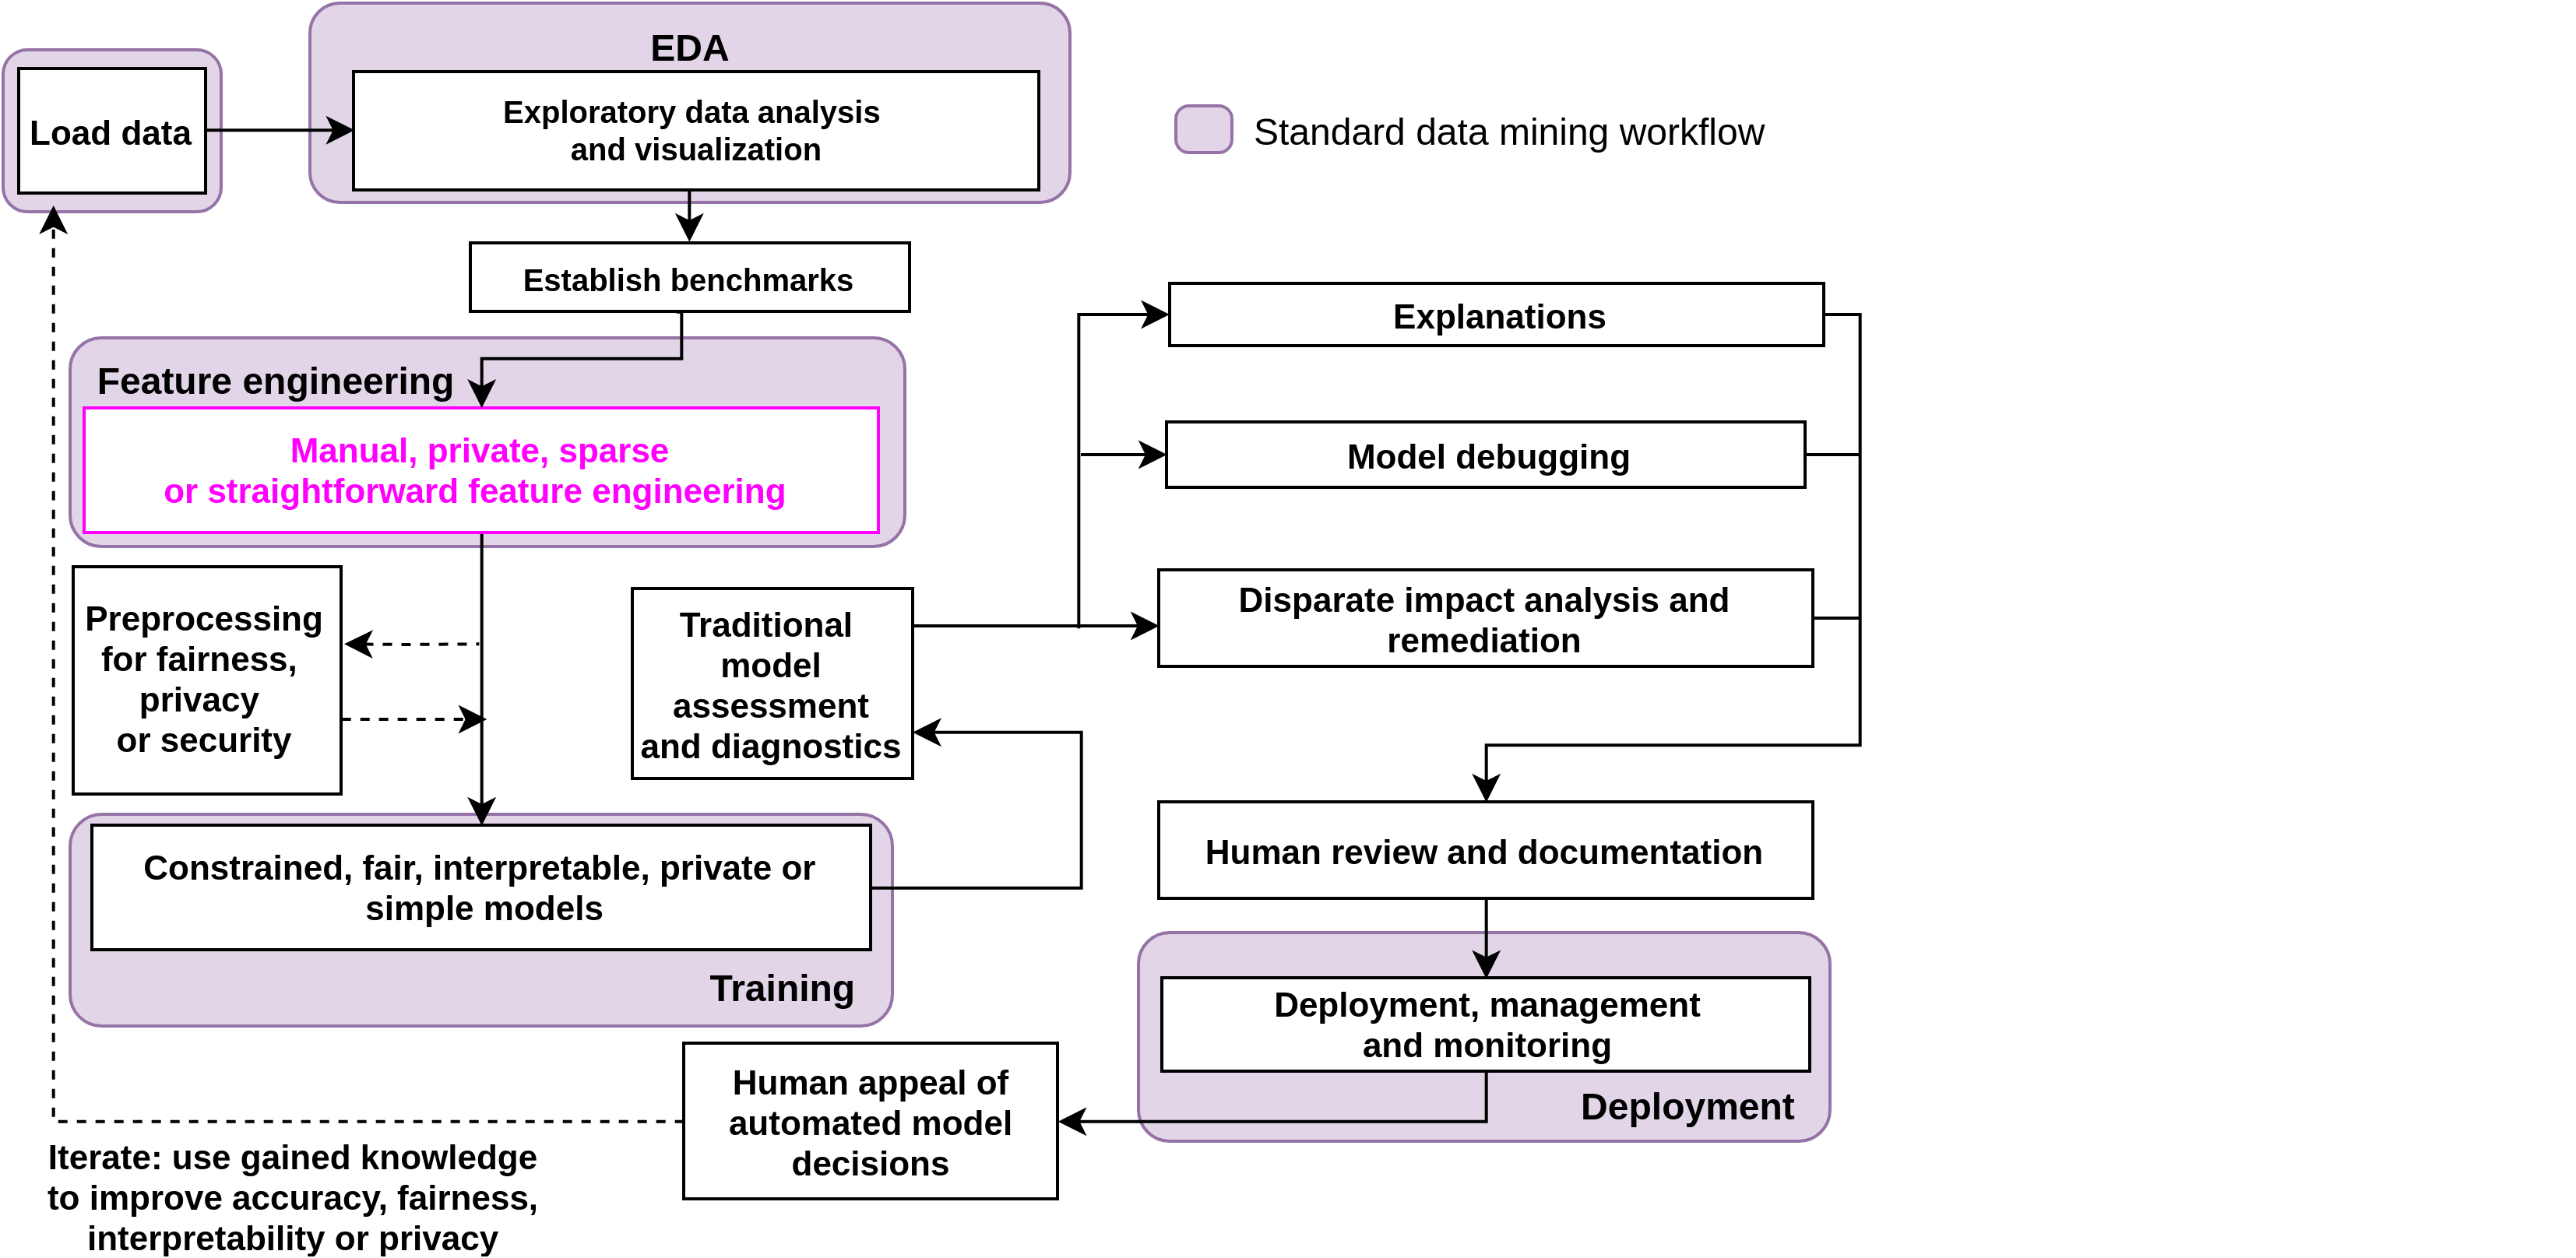 EDA
Load data
Exploratory data analysis
and visualization
Standard data mining workflow
Establish benchmarks
Explanations
Feature engineering
Manual, private, sparse
or straightforward feature engineering
Model debugging
Preprocessing
for fairness,
privacy
or security
Traditional
model
assessment
and diagnostics
Disparate impact analysis and
remediation
Constrained, fair, interpretable, private or
simple models
Training
Human review and documentation
Deployment, management
and monitoring
Deployment
Human appeal of
automated model
decisions
Iterate: use gained knowledge
to improve accuracy, fairness,
interpretability or privacy